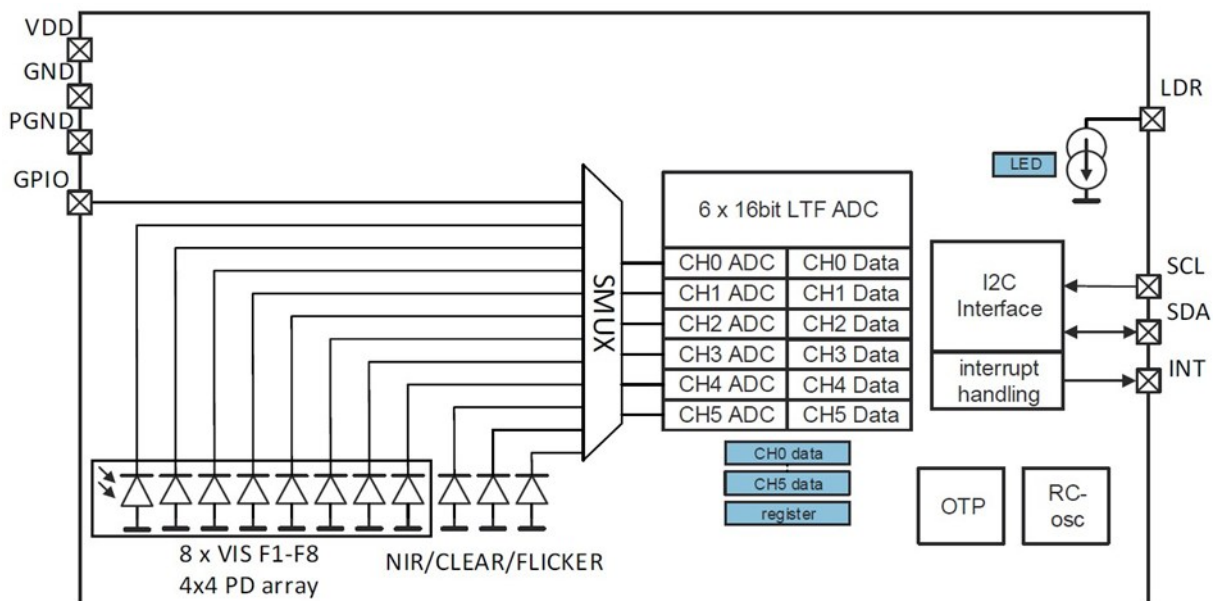 VDD
GND
PGND
GPIO
LDR
LED
SMUX
6 x 16bit LTF ADC
CH0 ADC CH0 Data
CH1 ADC CH1 Data
CH2 ADC CH2 Data
CH3 ADC CH3 Data
CH4 ADC CH4 Data
CH5 ADC CH5 Data
I2C
Interface
interrupt
handling
SCL
SDA
INT
CH0 data
CH5 data
register
OTP
RC-
osc
8 x VIS F1-F8
4x4 PD array
NIR/CLEAR/FLICKER